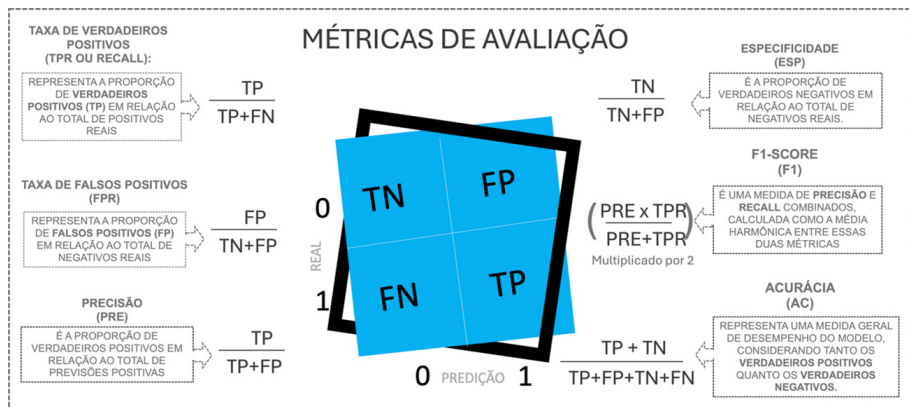 MÉTRICAS DE AVALIAÇÃO
TAXA DE VERDADEIROS
POSITIVOS
(TPR OU RECALL):
REPRESENTA A PROPORÇÃO
DE VERDADEIROS
POSITIVOS (TP) EM RELAÇÃO
AO TOTAL DE POSITIVOS
REAIS
TP
TP+FN
TAXA DE FALSOS POSITIVOS
(FPR)
REPRESENTA A PROPORÇÃO
DE FALSOS POSITIVOS (FP)
EM RELAÇÃO AO TOTAL DE
NEGATIVOS REAIS
FP
TN+FP
PRECISÃO
(PRE)
É A PROPORÇÃO DE
VERDADEIROS POSITIVOS EM
RELAÇÃO AO TOTAL DE
PREVISÕES POSITIVAS
TP
TP+FP
TN FP
FN TP
0
REAL
1
0 PREDIÇÃO 1
ESPECIFICIDADE
(ESP)
TN
TN+FP
É A PROPORÇÃO DE
VERDADEIROS NEGATIVOS EM
RELAÇÃO AO TOTAL DE
NEGATIVOS REAIS.
F1-SCORE
(F1)
(PRE x TPR
PRE+TPR)
Multiplicado por 2
É UMA MEDIDA DE PRECISÃO E
RECALL COMBINADOS,
CALCULADA COMO A MÉDIA
HARMÔNICA ENTRE ESSAS
DUAS MÉTRICAS
ACURÁCIA
(AC)
TP + TN
TP+FP+TN+FN
REPRESENTA UMA MEDIDA GERAL
DE DESEMPENHO DO MODELO,
CONSIDERANDO TANTO OS
VERDADEIROS POSITIVOS
QUANTO OS VERDADEIROS
NEGATIVOS.